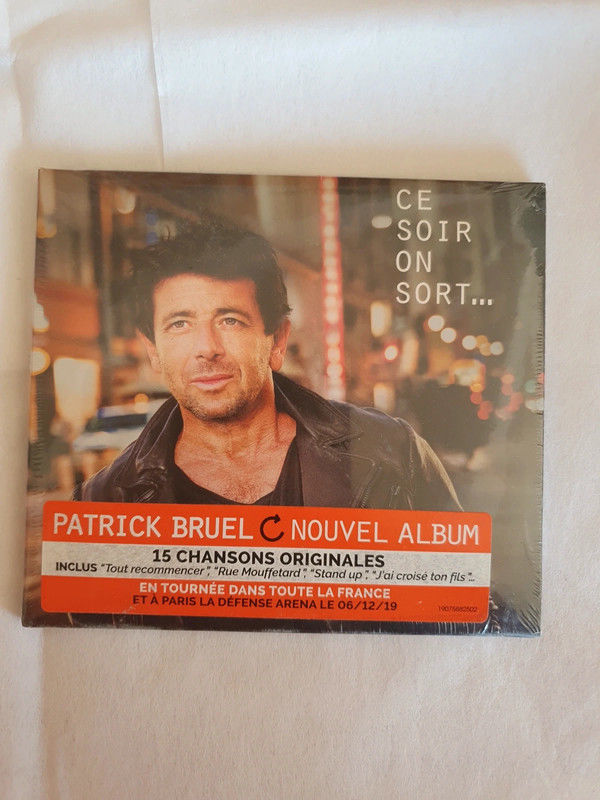 CE
SOIR
ON
SORT...
PATRICK BRUEL NOUVEL ALBUM
15 CHANSONS ORIGINALES
INCLUS "Tout recommencer", "Rue Mouffetard", "Stand up", "J'ai croisé ton fils"...
EN TOURNÉE DANS TOUTE LA FRANCE
ET À PARIS LA DÉFENSE ARENA LE 06/12/19